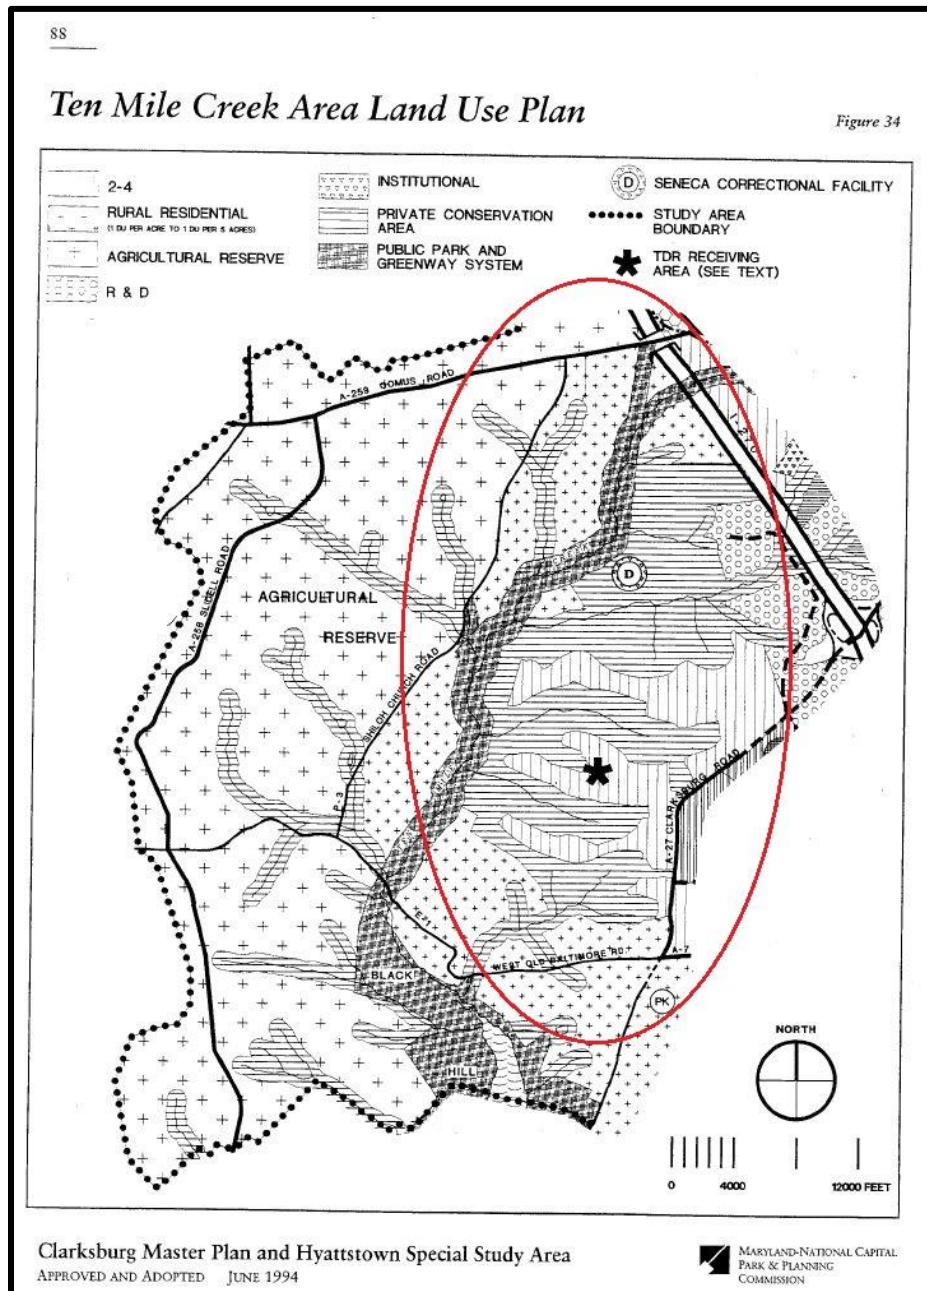 88
Ten Mile Creek Area Land Use Plan
Figure 34
2-4
RURAL RESIDENTIAL
(1 DU PER ACRE TO 1 DU PER 5 ACRES)
AGRICULTURAL RESERVE
R & D
INSTITUTIONAL
PRIVATE CONSERVATION
AREA
PUBLIC PARK AND
GREENWAY SYSTEM
D SENECA CORRECTIONAL FACILITY
STUDY AREA
BOUNDARY
TDR RECEIVING
AREA (SEE TEXT)
A-259 COMUS ROAD
I-270
A-258 SLIDELL ROAD
D
AGRICULTURAL
RESERVE
SHILOH CHURCH ROAD
P-3
A-27 CLARKSBURG ROAD
E-1
WEST OLD BALTIMORE RD.
A-7
BLACK
HILL
PK
NORTH
0 4000 12000 FEET
Clarksburg Master Plan and Hyattstown Special Study Area
APPROVED AND ADOPTED JUNE 1994
MARYLAND-NATIONAL CAPITAL
PARK & PLANNING
COMMISSION